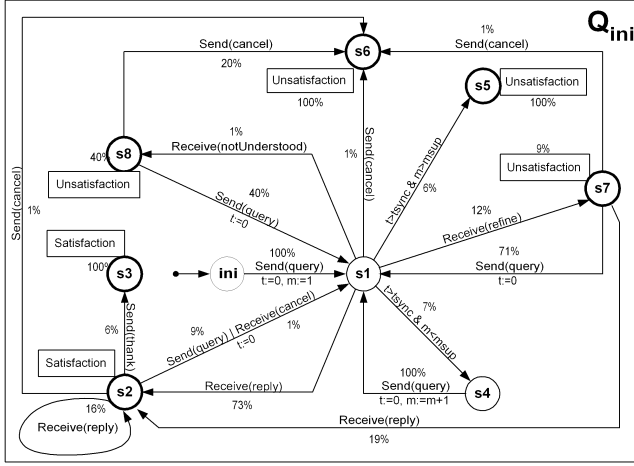 Q ini
1%
Send(cancel)
s6
Send(cancel)
20%
Unsatisfaction
100%
s5
Unsatisfaction
100%
1%
Receive(notUnderstood)
s8
40%
Unsatisfaction
Send(cancel)
1%
t>tsync & m>msup
6%
9%
Unsatisfaction
s7
40%
Send(query)
t:=0
12%
Receive(refine)
Send(cancel)
1%
Satisfaction
100%
s3
ini
100%
Send(query)
t:=0, m:=1
s1
71%
Send(query)
t:=0
6%
Send(thank)
9%
Send(query) | Receive(cancel)
t:=0
1%
7%
t>tsync & m<msup
Satisfaction
s2
16%
Receive(reply)
Receive(reply)
73%
100%
Send(query)
t:=0, m:=m+1
s4
Receive(reply)
19%